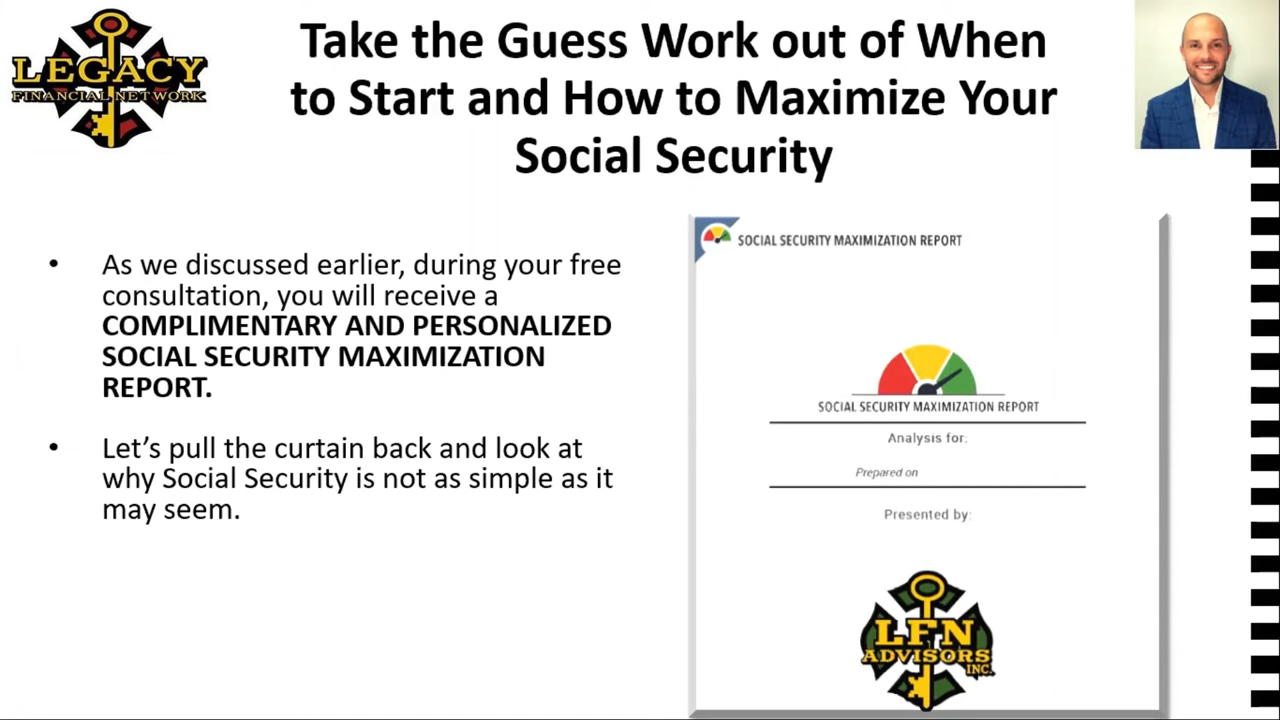 LEGACY
FINANCIAL NETWORK
Take the Guess Work out of When
to Start and How to Maximize Your
Social Security
• As we discussed earlier, during your free
consultation, you will receive a
COMPLIMENTARY AND PERSONALIZED
SOCIAL SECURITY MAXIMIZATION
REPORT.
• Let’s pull the curtain back and look at
why Social Security is not as simple as it
may seem.
SOCIAL SECURITY MAXIMIZATION REPORT
SOCIAL SECURITY MAXIMIZATION REPORT
Analysis for:
Prepared on
Presented by:
LFN
ADVISORS
INC.